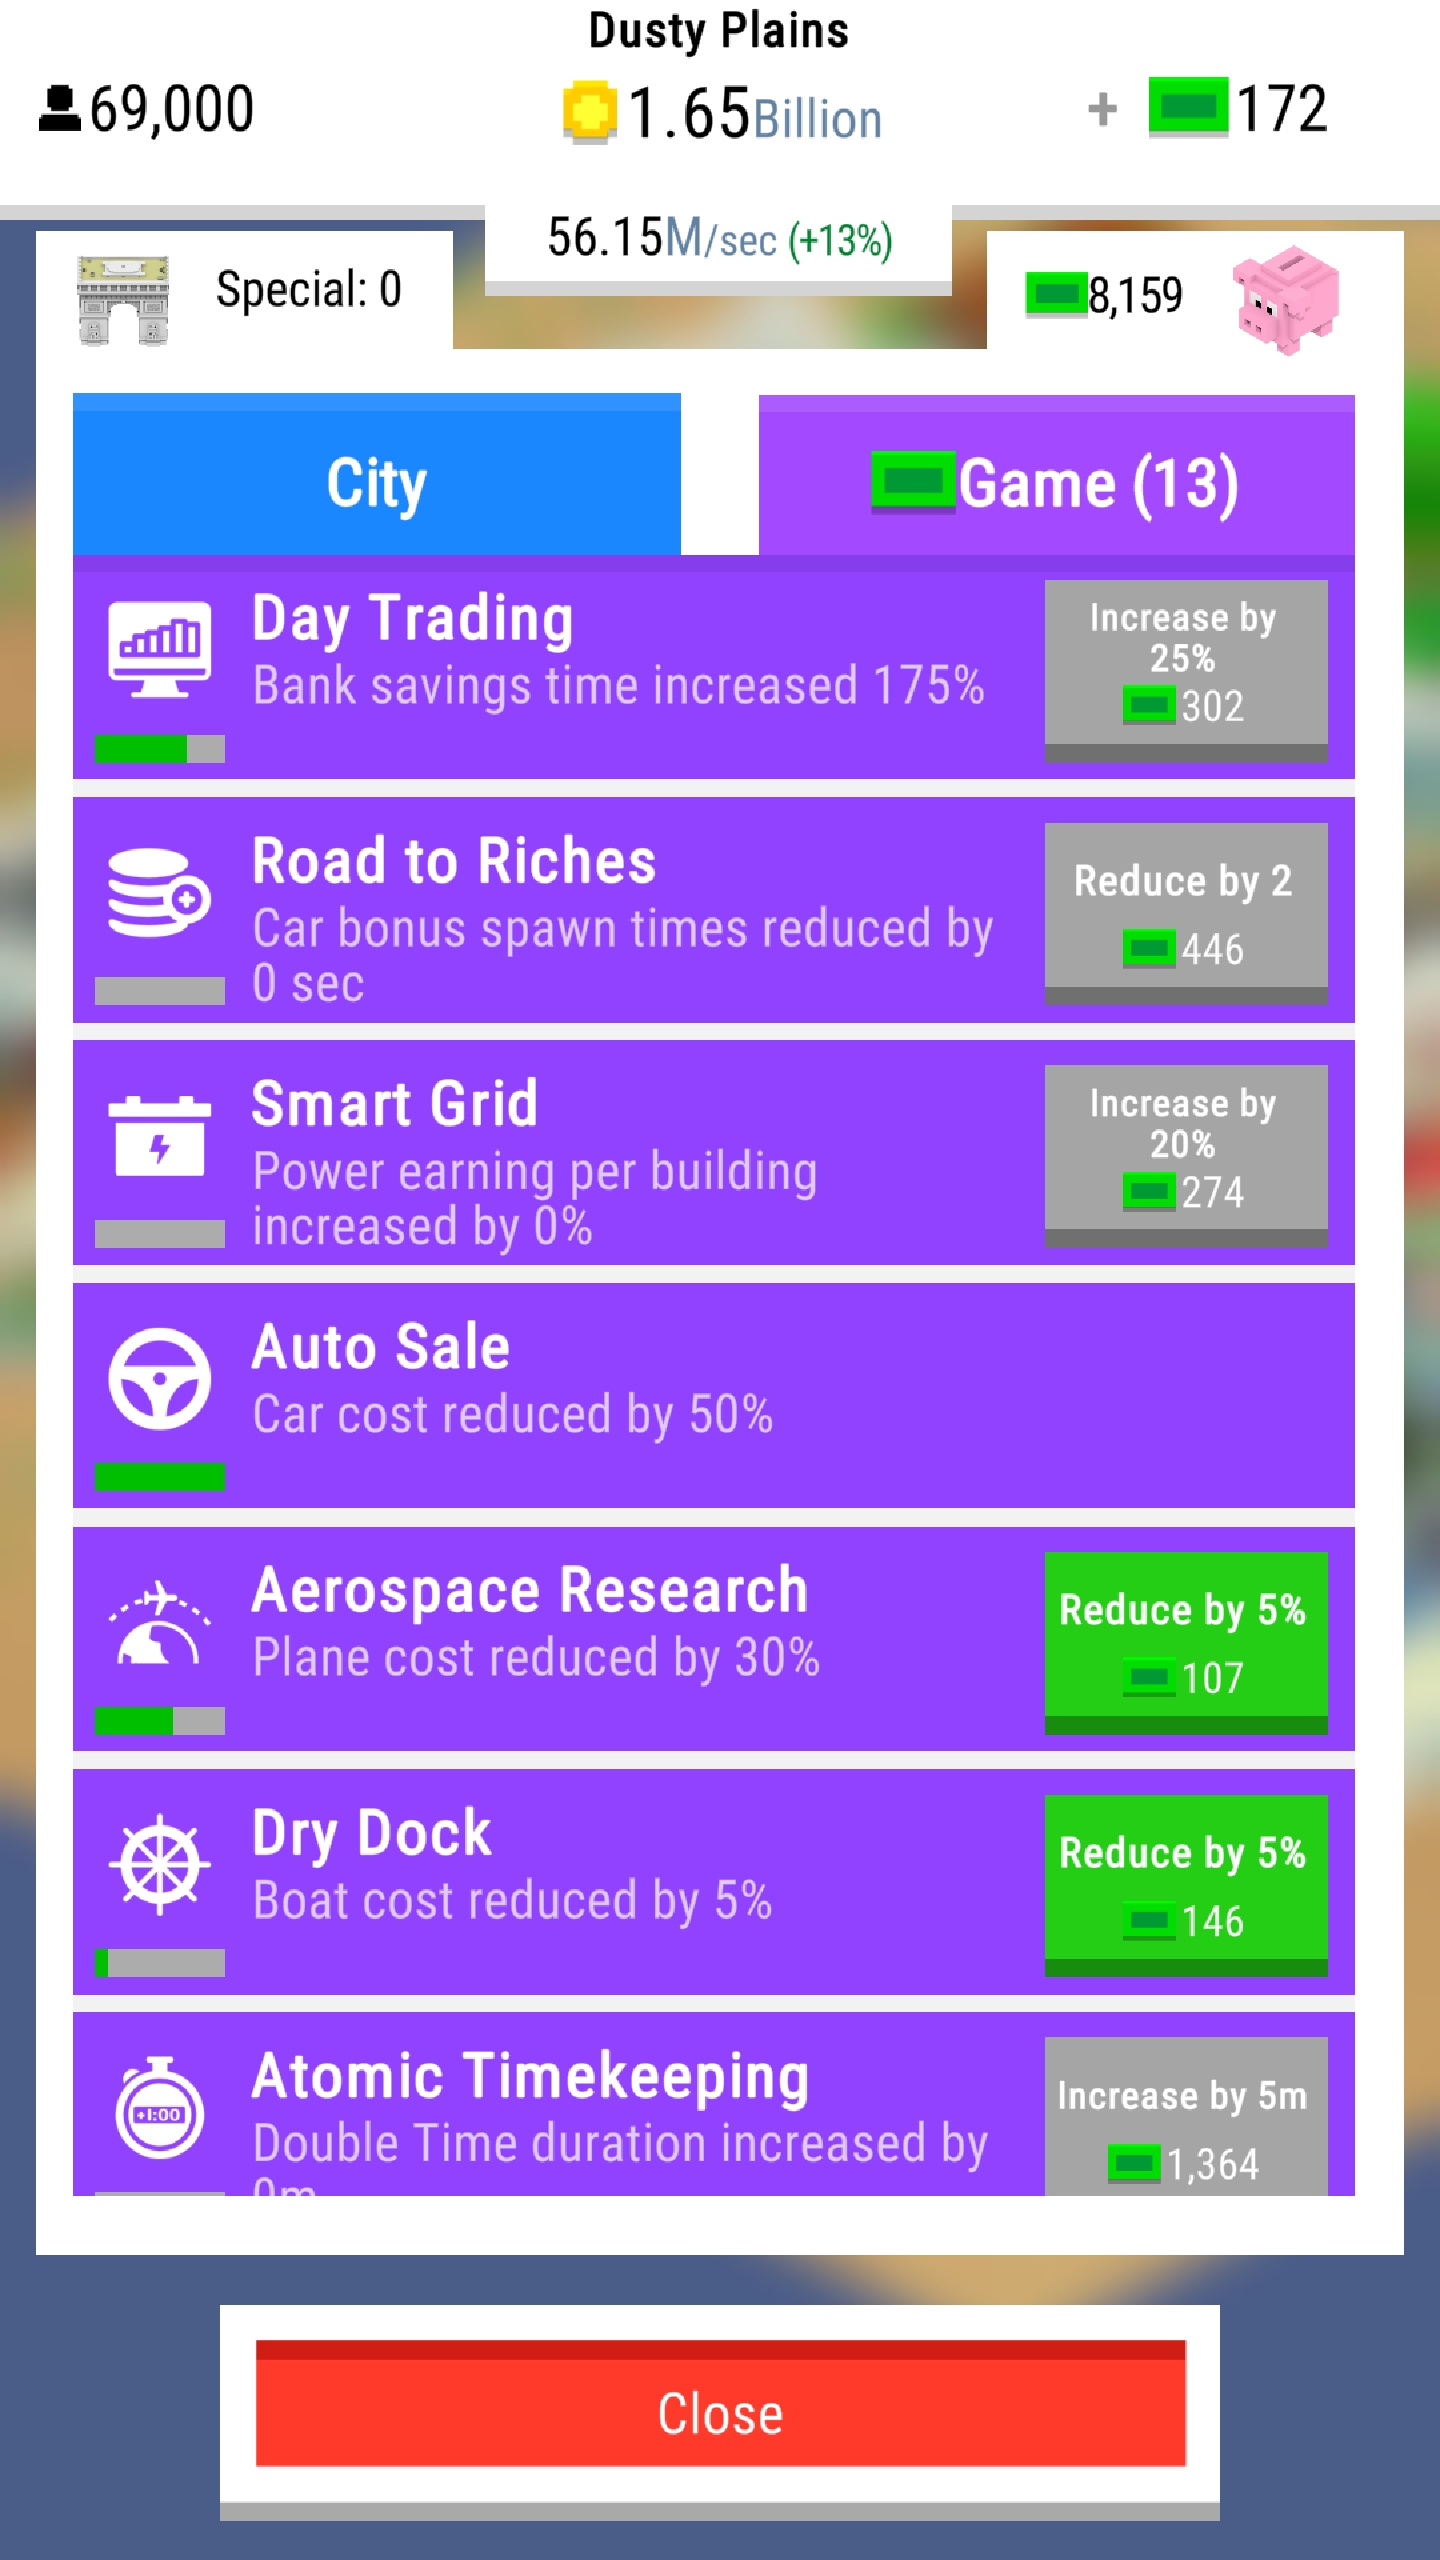 Dusty Plains
69,000
1.65Billion
+ 172
56.15M/sec (+13%)
Special: 0
8,159
City
Game (13)
Day Trading
Bank savings time increased 175%
Increase by
25%
302
Road to Riches
Car bonus spawn times reduced by
0 sec
Reduce by 2
446
Smart Grid
Power earning per building
increased by 0%
Increase by
20%
274
Auto Sale
Car cost reduced by 50%
Aerospace Research
Plane cost reduced by 30%
Reduce by 5%
107
Dry Dock
Boat cost reduced by 5%
Reduce by 5%
146
+1:00
Atomic Timekeeping
Double Time duration increased by
0m
Increase by 5m
1,364
Close